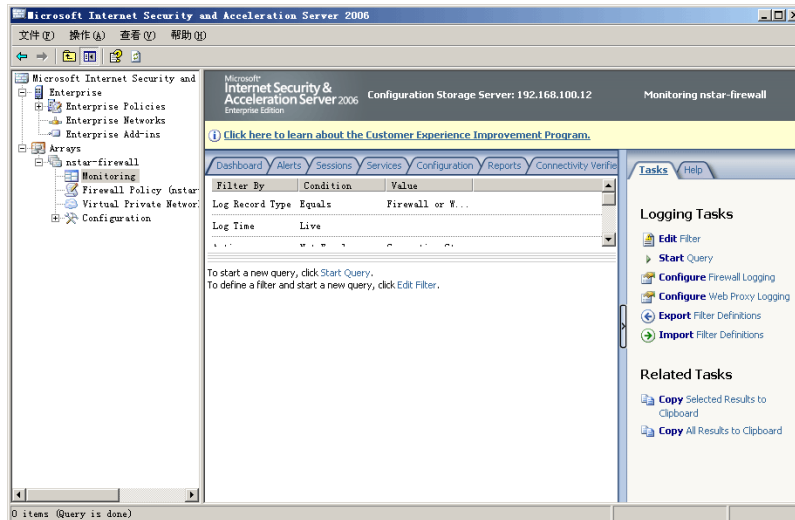 Microsoft Internet Security and Acceleration Server 2006
文件(F) 操作(A) 查看(V) 帮助(H)
Microsoft Internet Security and
Enterprise
Enterprise Policies
Enterprise Networks
Enterprise Add-ins
Arrays
nstar-firewall
Monitoring
Firewall Policy (nstar
Virtual Private Networ
Configuration
Microsoft
Internet Security &
Acceleration Server 2006
Enterprise Edition
Configuration Storage Server: 192.168.100.12
Monitoring nstar-firewall
Click here to learn about the Customer Experience Improvement Program.
Dashboard Alerts Sessions Services Configuration Reports Connectivity Verifie
Filter By Condition Value
Log Record Type Equals Firewall or W...
Log Time Live
To start a new query, click Start Query.
To define a filter and start a new query, click Edit Filter.
Tasks Help
Logging Tasks
Edit Filter
Start Query
Configure Firewall Logging
Configure Web Proxy Logging
Export Filter Definitions
Import Filter Definitions
Related Tasks
Copy Selected Results to
Clipboard
Copy All Results to Clipboard
0 items (Query is done)